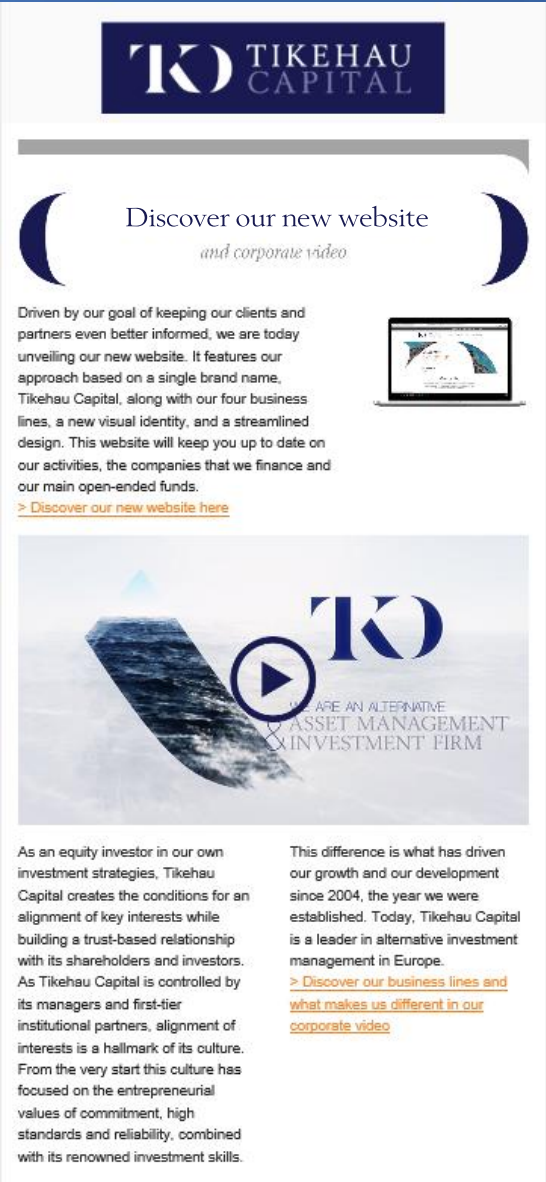 TKO TIKEHAU
CAPITAL
Discover our new website
and corporate video
Driven by our goal of keeping our clients and
partners even better informed, we are today
unveiling our new website. It features our
approach based on a single brand name,
Tikehau Capital, along with our four business
lines, a new visual identity, and a streamlined
design. This website will keep you up to date on
our activities, the companies that we finance and
our main open-ended funds.
> Discover our new website here
TKO
ARE AN ALTERNATIVE
ASSET MANAGEMENT
& INVESTMENT FIRM
As an equity investor in our own
investment strategies, Tikehau
Capital creates the conditions for an
alignment of key interests while
building a trust-based relationship
with its shareholders and investors.
As Tikehau Capital is controlled by
its managers and first-tier
institutional partners, alignment of
interests is a hallmark of its culture.
From the very start this culture has
focused on the entrepreneurial
values of commitment, high
standards and reliability, combined
with its renowned investment skills.
This difference is what has driven
our growth and our development
since 2004, the year we were
established. Today, Tikehau Capital
is a leader in alternative investment
management in Europe.
> Discover our business lines and
what makes us different in our
corporate video